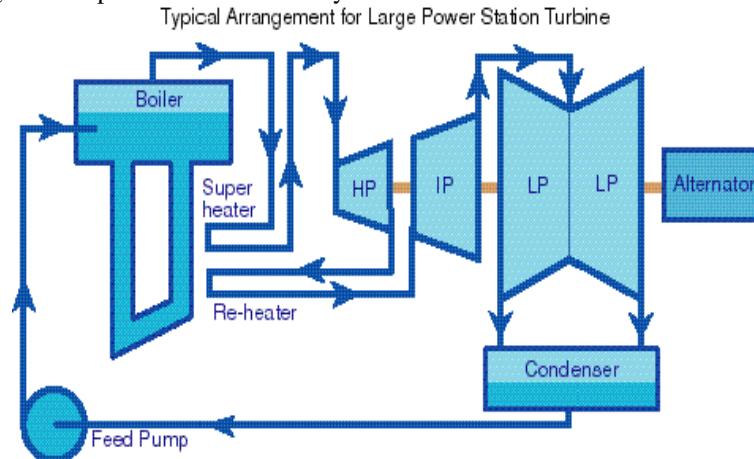 Typical Arrangement for Large Power Station Turbine
Boiler
Super
heater
HP
IP
LP
LP
Alternator
Re-heater
Condenser
Feed Pump